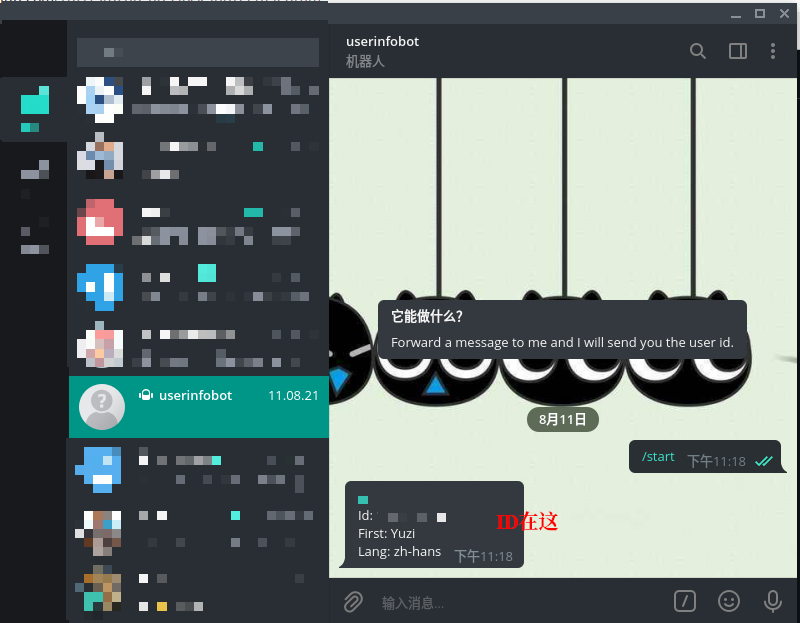 userinfobot
机器人
userinfobot 11.08.21
它能做什么?
Forward a message to me and I will send you the user id.
8月11日
/start 下午11:18
Id:
ID在这
First: Yuzi
Lang: zh-hans 下午11:18
输入消息...